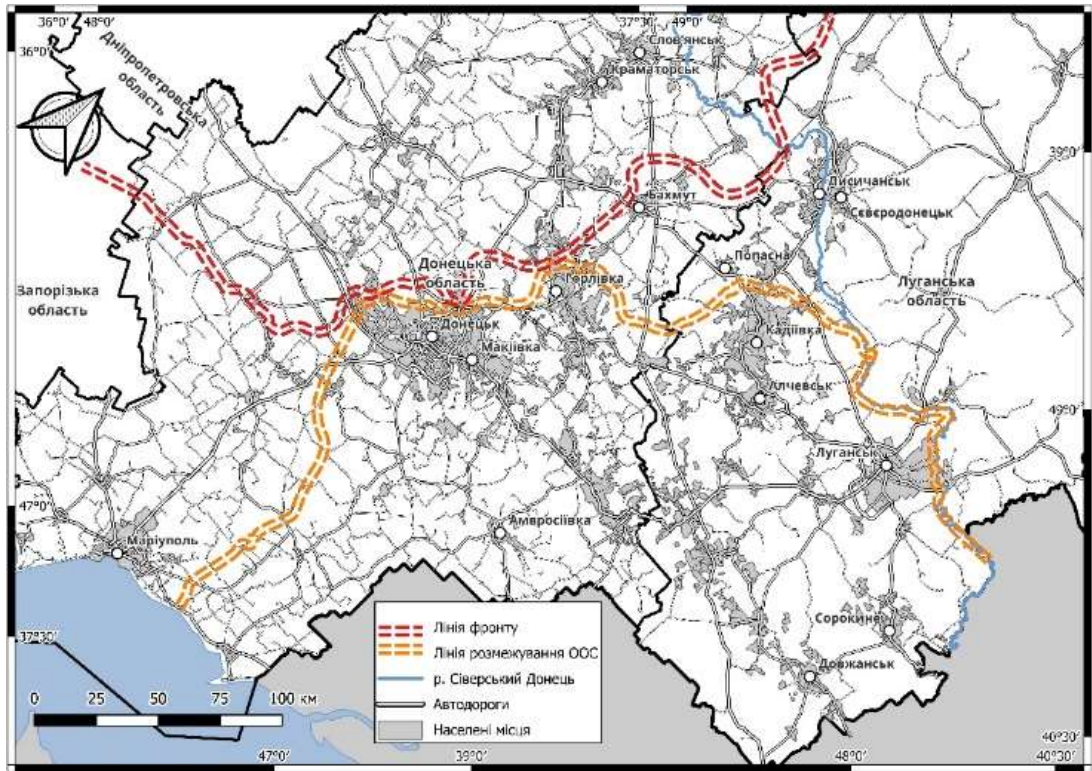 36°0' 48°0'
37°30' 49°0'
36°0'
Дніпропетровська
область
Слов'янськ
Краматорськ
39°0'
Лисичанськ
Сєвєродонецьк
Бахмут
Попасна
Донецька
область
Горлівка
Луганська
область
Запорізька
область
Донецьк
Макіївка
Кадіївка
Алчевськ
Луганськ
47°0'
Амвросіївка
Маріуполь
Сорокине
Довжанськ
37°30'
Лінія фронту
Лінія розмежування ООС
р. Сіверський Донець
Автодороги
Населені місця
0 25 50 75 100 км
40°30'
47°0' 39°0' 48°0' 40°30'